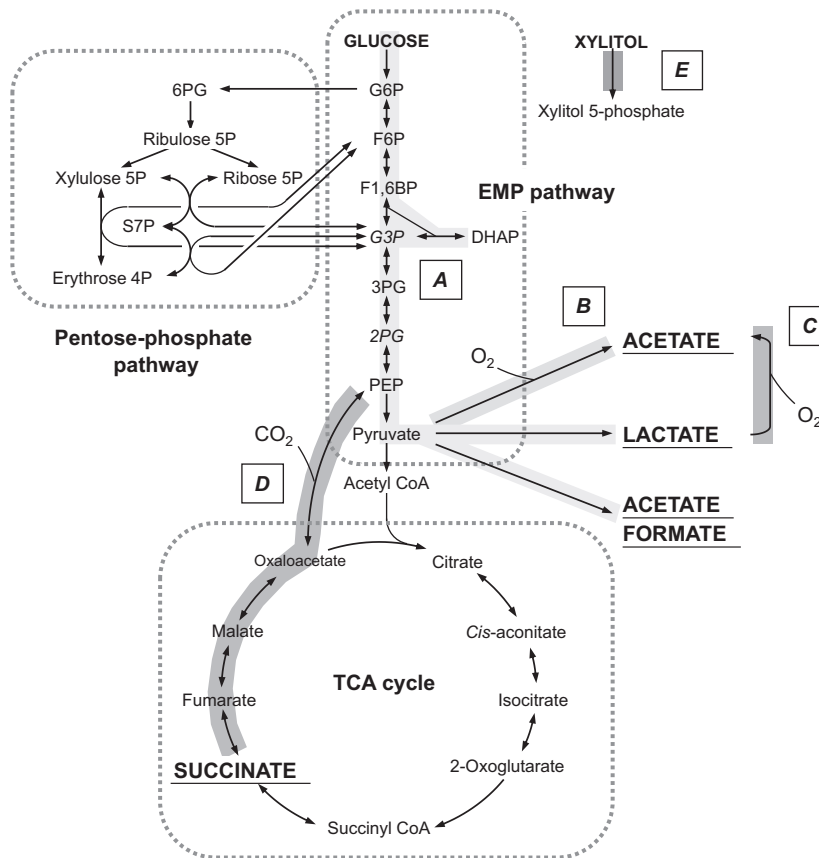 GLUCOSE
XYLITOL
E
6PG
G6P
Xylitol 5-phosphate
Ribulose 5P
F6P
Xylulose 5P
Ribose 5P
F1,6BP
EMP pathway
S7P
G3P
DHAP
Erythrose 4P
A
3PG
Pentose-phosphate
pathway
B
C
2PG
O2
ACETATE
PEP
O2
CO2
Pyruvate
LACTATE
D
Acetyl CoA
ACETATE
FORMATE
Oxaloacetate
Citrate
Malate
Cis-aconitate
TCA cycle
Fumarate
Isocitrate
SUCCINATE
2-Oxoglutarate
Succinyl CoA